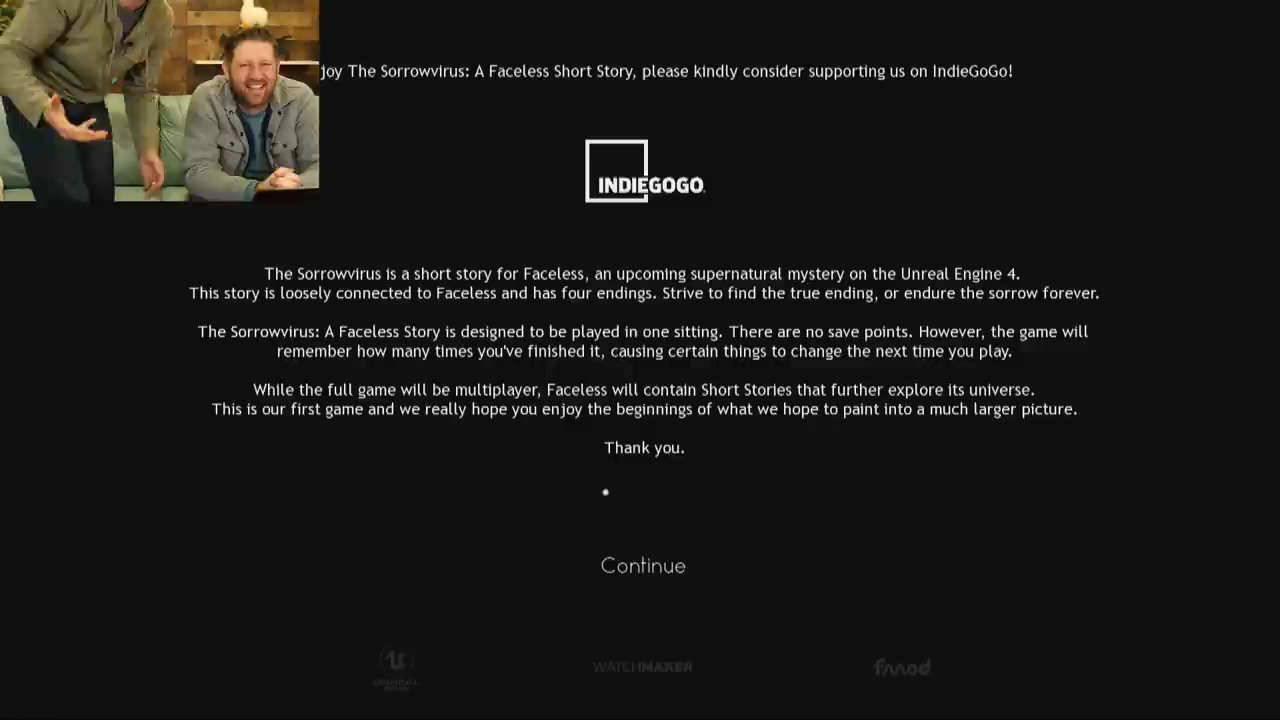 joy The Sorrowvirus: A Faceless Short Story, please kindly consider supporting us on IndieGoGo!
INDIEGOGO.
The Sorrowvirus is a short story for Faceless, an upcoming supernatural mystery on the Unreal Engine 4.
This story is loosely connected to Faceless and has four endings. Strive to find the true ending, or endure the sorrow forever.
The Sorrowvirus: A Faceless Story is designed to be played in one sitting. There are no save points. However, the game will
remember how many times you've finished it, causing certain things to change the next time you play.
While the full game will be multiplayer, Faceless will contain Short Stories that further explore its universe.
This is our first game and we really hope you enjoy the beginnings of what we hope to paint into a much larger picture.
Thank you.
Continue
UNREAL
WATCHMAKER
fmod